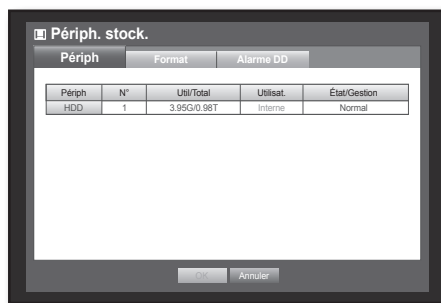 Périph. stock.
Périph Format Alarme DD
Périph N° Util/Total Utilisat. État/Gestion
HDD 1 3.95G/0.98T Interne Normal
OK Annuler